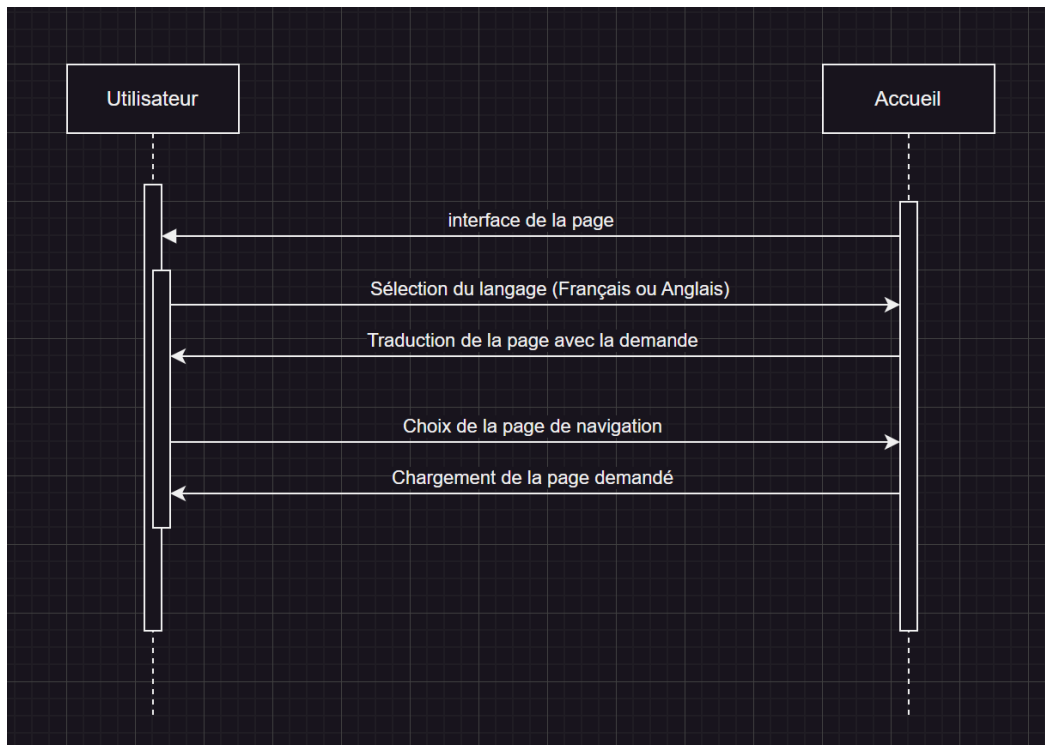 Utilisateur
Accueil
interface de la page
Sélection du langage (Français ou Anglais)
Traduction de la page avec la demande
Choix de la page de navigation
Chargement de la page demandé